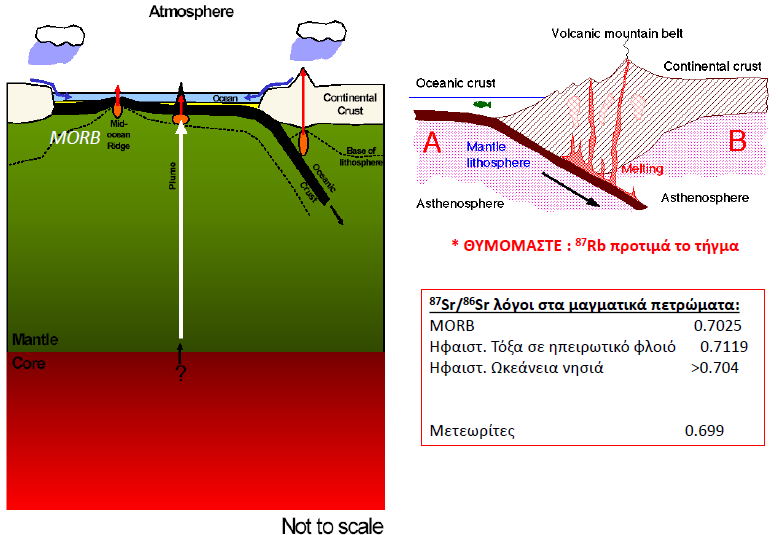 Atmosphere
Ocean
Continental
Crust
MORB
Mid-
ocean
Ridge
Plume
Base of
lithosphere
Oceanic
Crust
Mantle
Core
?
Not to scale
Volcanic mountain belt
Oceanic crust
Continental crust
A
Mantle
lithosphere
B
Melting
Asthenosphere
Asthenosphere
* ΘΥΜΟΜΑΣΤΕ : ⁸⁷Rb προτιμά το τήγμα
⁸⁷Sr/⁸⁶Sr λόγοι στα μαγματικά πετρώματα:
MORB 0.7025
Ηφαιστ. Τόξα σε ηπειρωτικό φλοιό 0.7119
Ηφαιστ. Ωκεάνεια νησιά >0.704
Μετεωρίτες 0.699